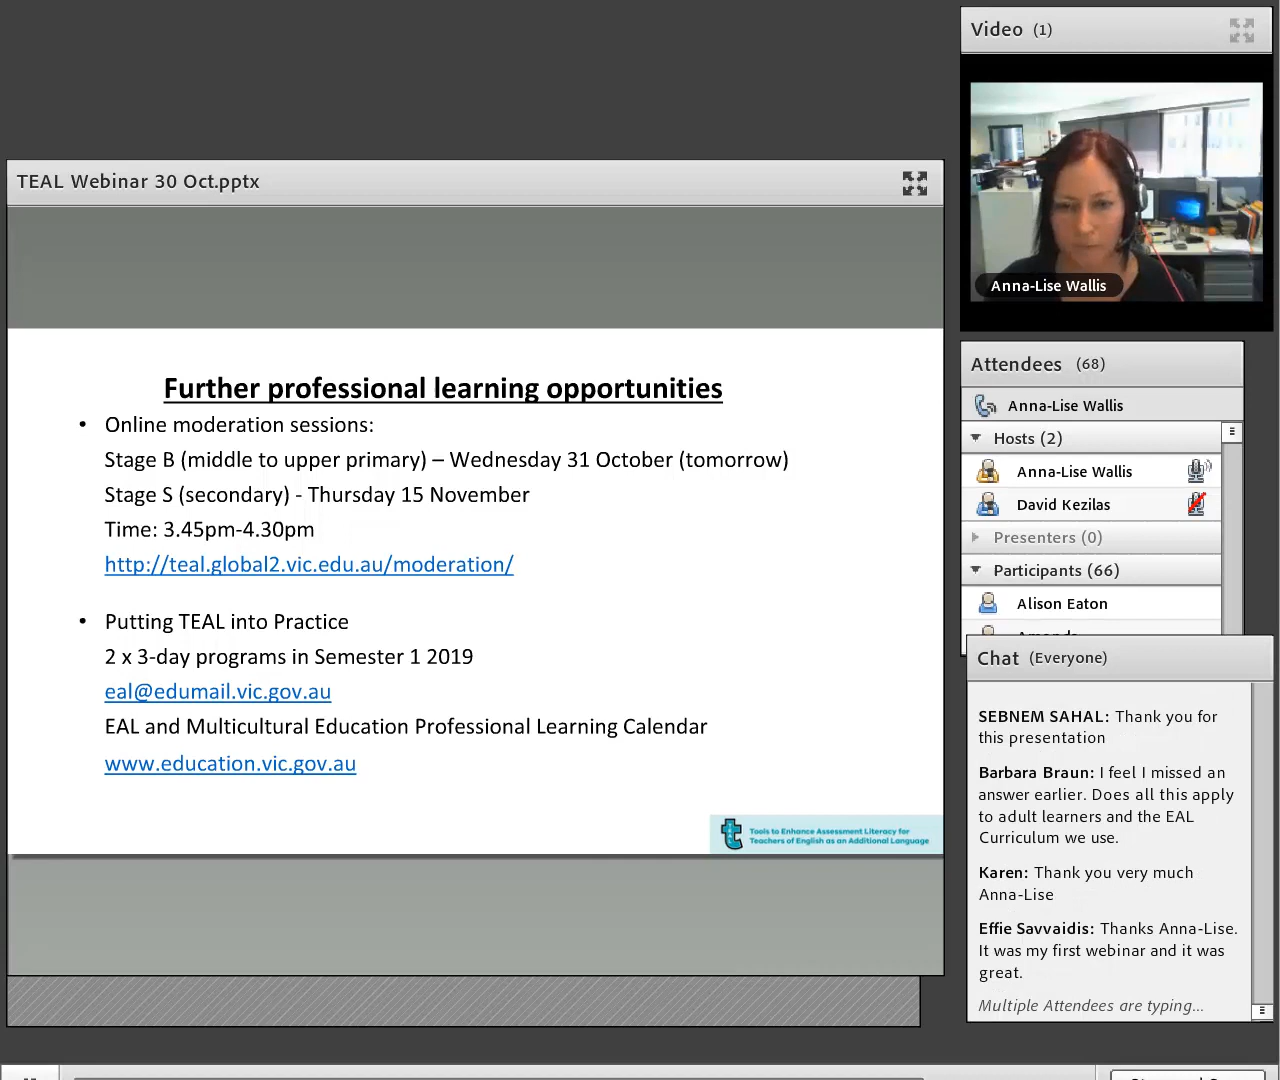 Video (1)
Anna-Lise Wallis
TEAL Webinar 30 Oct.pptx
Further professional learning opportunities
• Online moderation sessions:
Stage B (middle to upper primary) – Wednesday 31 October (tomorrow)
Stage S (secondary) - Thursday 15 November
Time: 3.45pm-4.30pm
http://teal.global2.vic.edu.au/moderation/
• Putting TEAL into Practice
2 x 3-day programs in Semester 1 2019
eal@edumail.vic.gov.au
EAL and Multicultural Education Professional Learning Calendar
www.education.vic.gov.au
Tools to Enhance Assessment Literacy for
Teachers of English as an Additional Language
Attendees (68)
Anna-Lise Wallis
Hosts (2)
Anna-Lise Wallis
David Kezilas
Presenters (0)
Participants (66)
Alison Eaton
Chat (Everyone)
SEBNEM SAHAL: Thank you for
this presentation
Barbara Braun: I feel I missed an
answer earlier. Does all this apply
to adult learners and the EAL
Curriculum we use.
Karen: Thank you very much
Anna-Lise
Effie Savvaidis: Thanks Anna-Lise.
It was my first webinar and it was
great.
Multiple Attendees are typing...